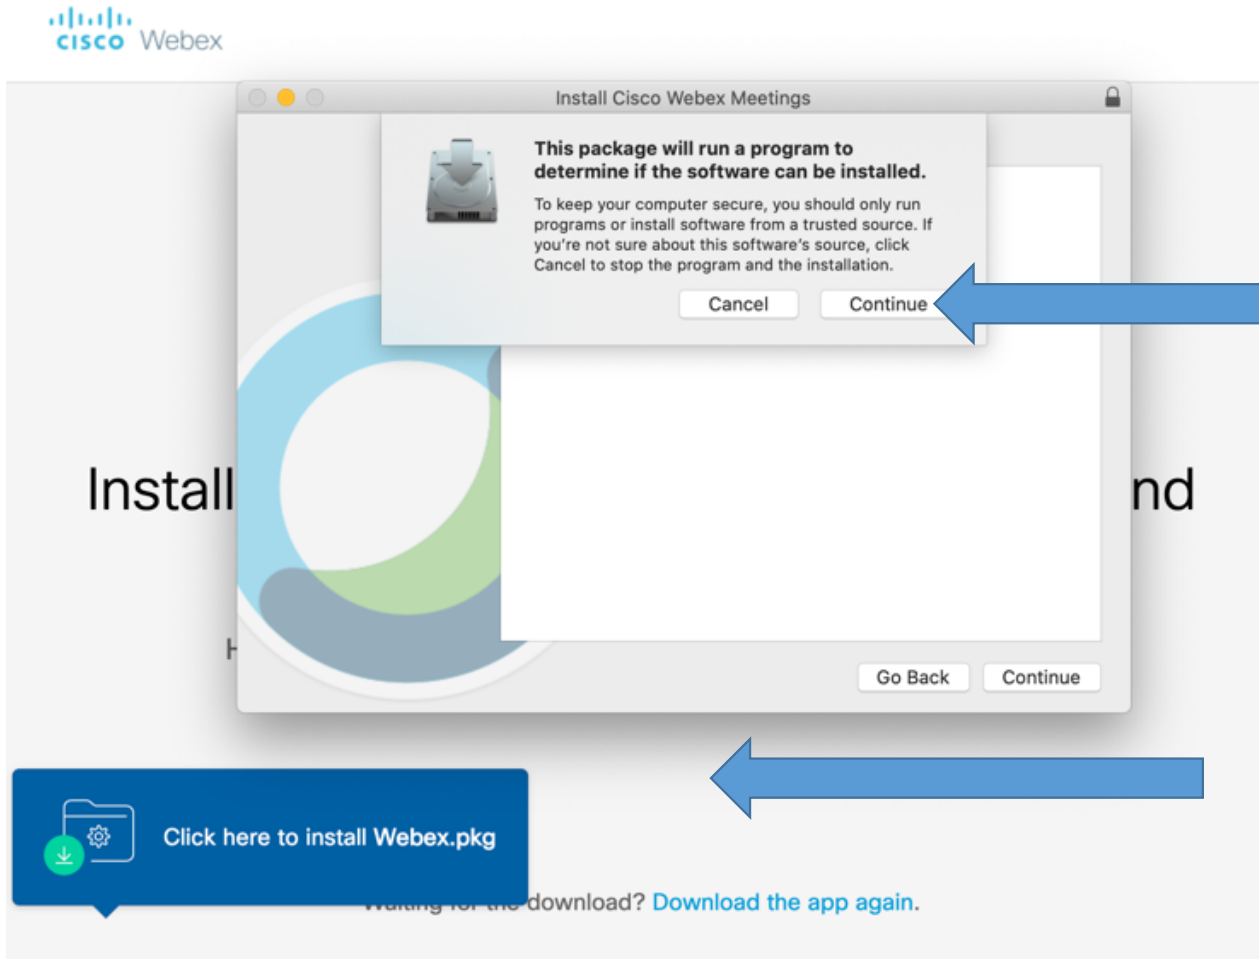 cisco Webex
Install Cisco Webex Meetings
This package will run a program to
determine if the software can be installed.
To keep your computer secure, you should only run
programs or install software from a trusted source. If
you're not sure about this software's source, click
Cancel to stop the program and the installation.
Cancel Continue
Install nd
Go Back Continue
Click here to install Webex.pkg
Waiting for the download? Download the app again.